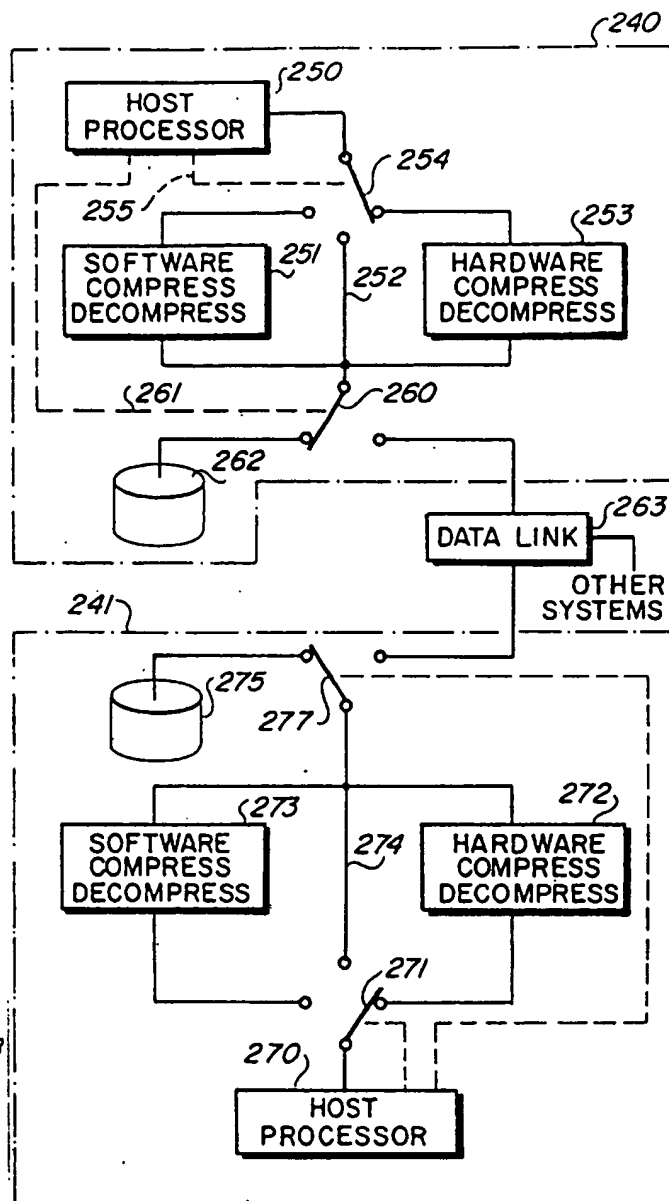 240
250
HOST
PROCESSOR
254
255
253
SOFTWARE
COMPRESS
DECOMPRESS
251
252
HARDWARE
COMPRESS
DECOMPRESS
261
260
262
263
DATA LINK
OTHER
SYSTEMS
241
275
277
273
272
SOFTWARE
COMPRESS
DECOMPRESS
274
HARDWARE
COMPRESS
DECOMPRESS
271
270
HOST
PROCESSOR